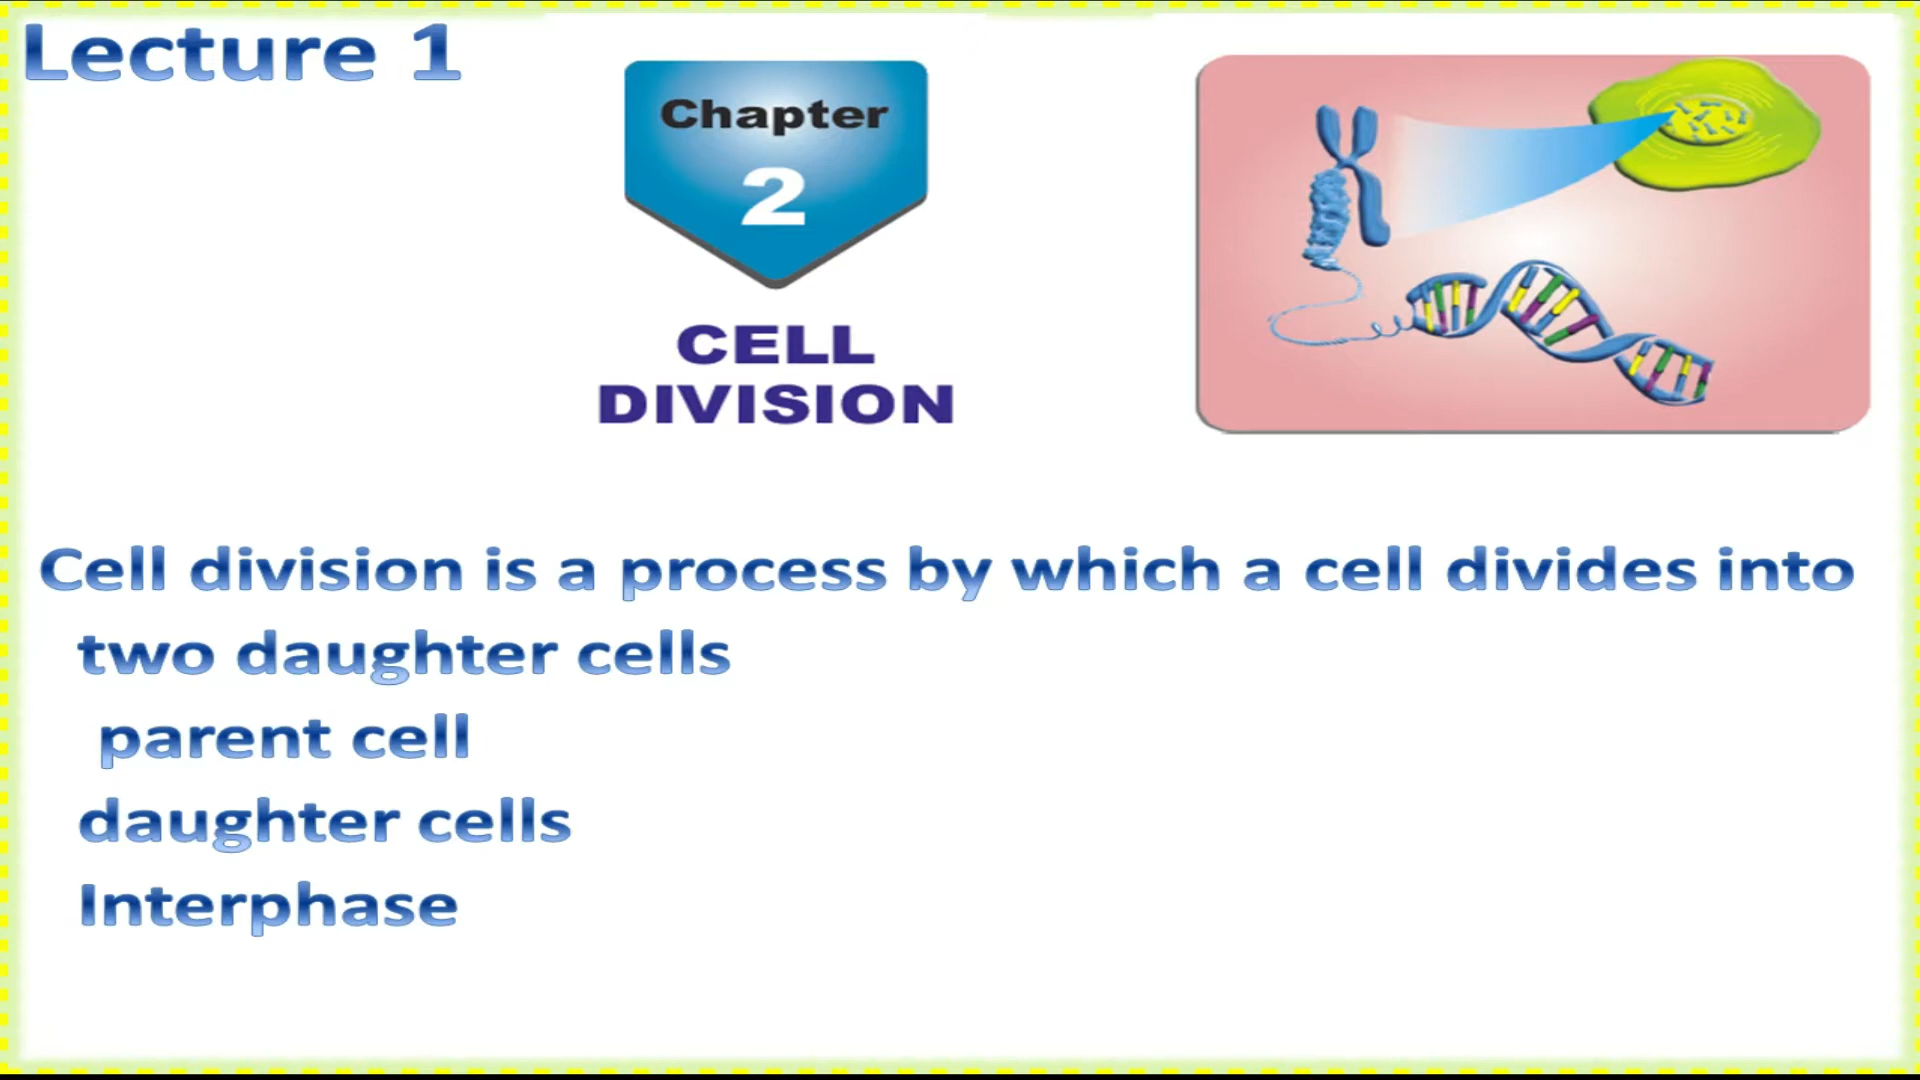 Lecture 1
Chapter
2
CELL
DIVISION
Cell division is a process by which a cell divides into
two daughter cells
parent cell
daughter cells
Interphase